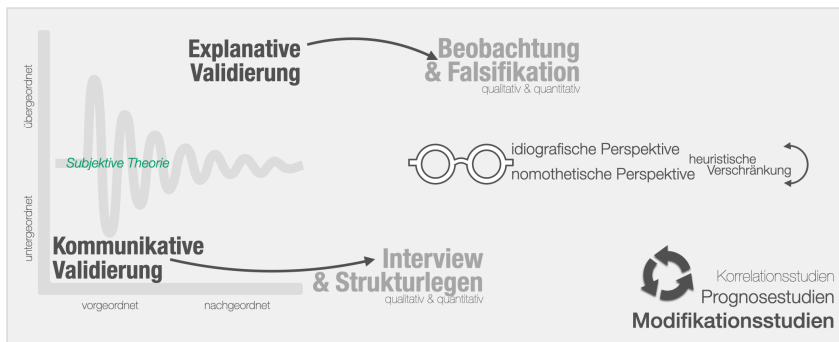 übergeordnet
untergeordnet
Explanative
Validierung
Beobachtung
& Falsifikation
qualitativ & quantitativ
Subjektive Theorie
idiografische Perspektive
nomothetische Perspektive
heuristische
Verschränkung
Kommunikative
Validierung
Interview
& Strukturlegen
qualitativ & quantitativ
vorgeordnet
nachgeordnet
Korrelationsstudien
Prognosestudien
Modifikationsstudien